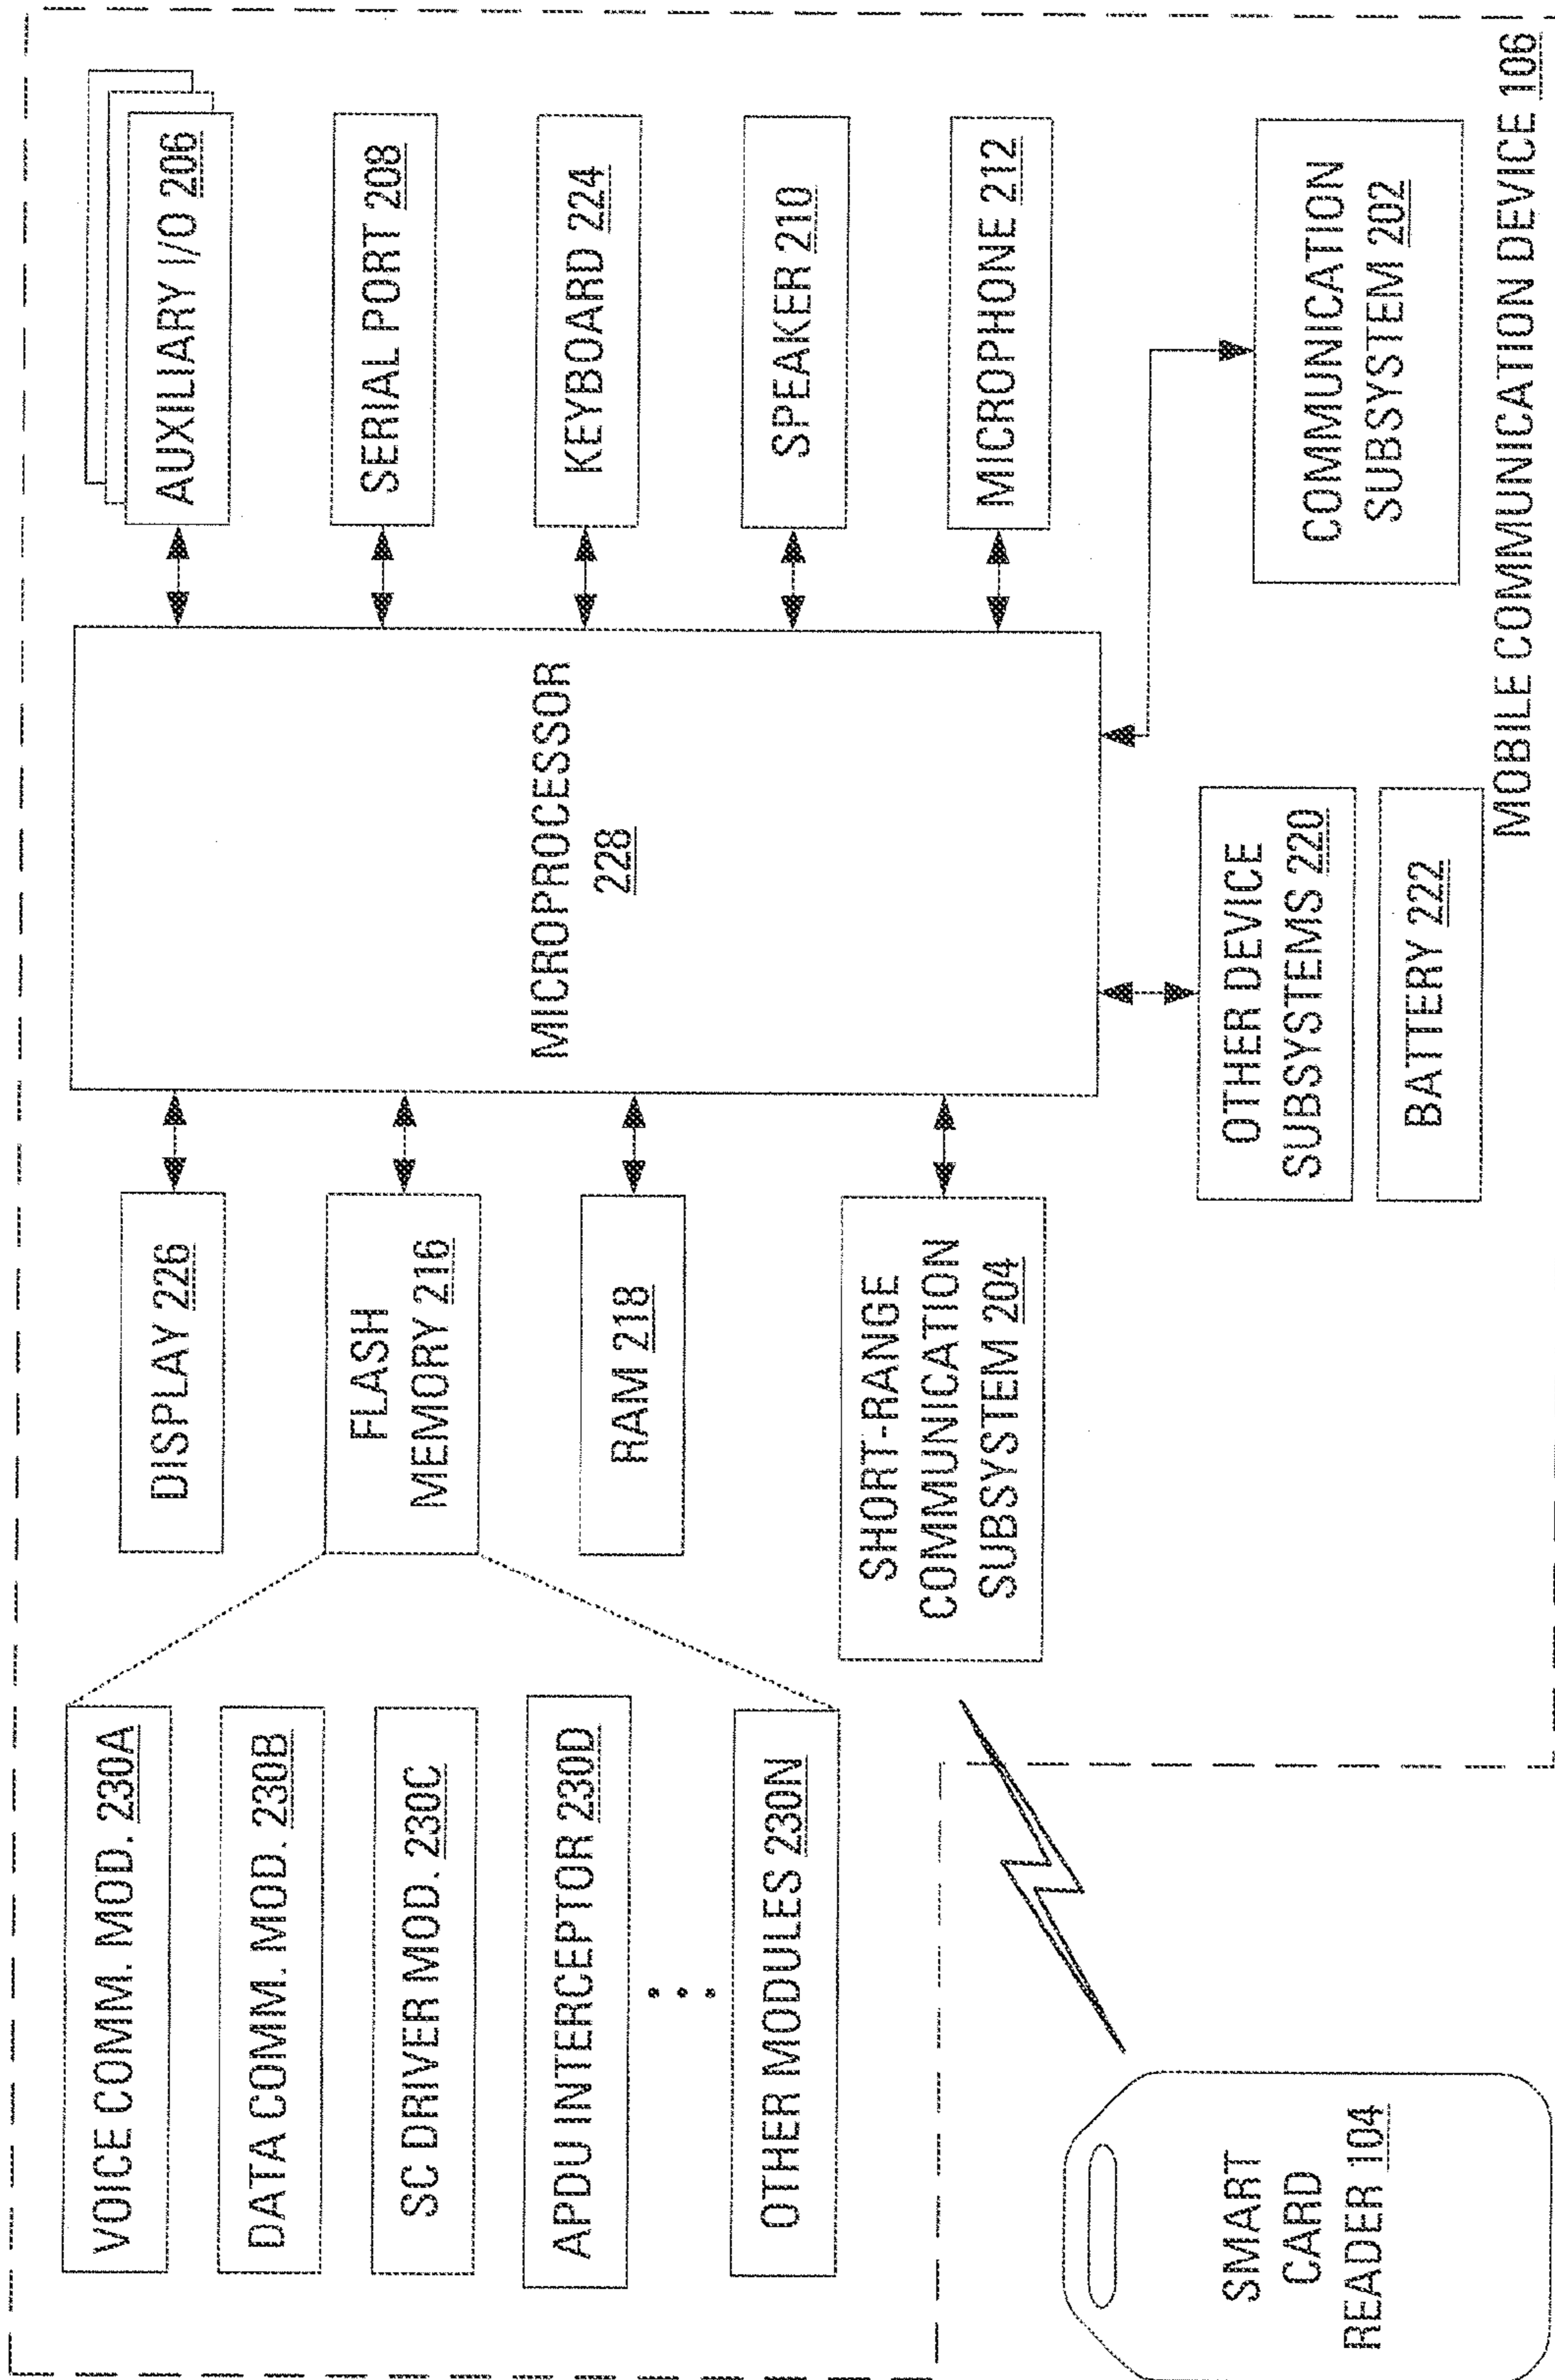 VOICE COMM. MOD. 230A
DATA COMM. MOD. 230B
SC DRIVER MOD. 230C
APDU INTERCEPTOR 230D
OTHER MODULES 230N
SMART
CARD
READER 104
DISPLAY 226
FLASH
MEMORY 216
RAM 218
SHORT-RANGE
COMMUNICATION
SUBSYSTEM 204
MICROPROCESSOR
228
OTHER DEVICE
SUBSYSTEMS 220
BATTERY 222
AUXILIARY I/O 206
SERIAL PORT 208
KEYBOARD 224
SPEAKER 210
MICROPHONE 212
COMMUNICATION
SUBSYSTEM 202
MOBILE COMMUNICATION DEVICE 106